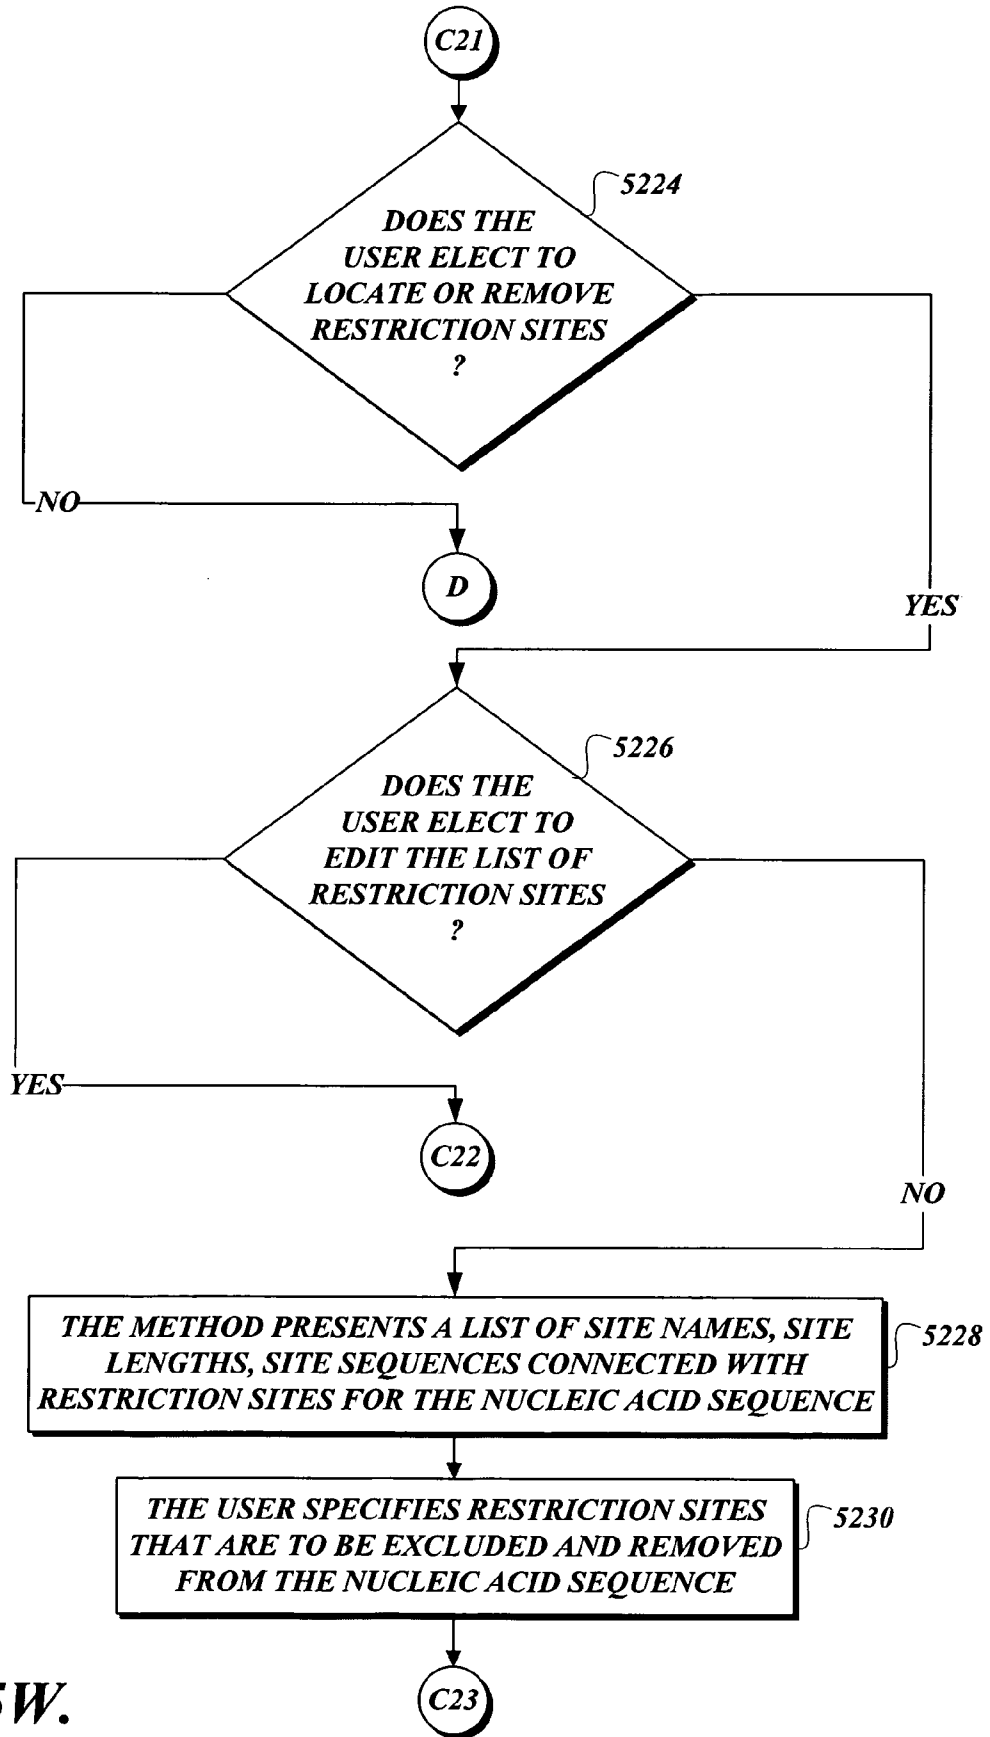 C21
5224
DOES THE
USER ELECT TO
LOCATE OR REMOVE
RESTRICTION SITES
?
NO
D
YES
5226
DOES THE
USER ELECT TO
EDIT THE LIST OF
RESTRICTION SITES
?
YES
C22
NO
THE METHOD PRESENTS A LIST OF SITE NAMES, SITE
LENGTHS, SITE SEQUENCES CONNECTED WITH
RESTRICTION SITES FOR THE NUCLEIC ACID SEQUENCE
5228
THE USER SPECIFIES RESTRICTION SITES
THAT ARE TO BE EXCLUDED AND REMOVED
FROM THE NUCLEIC ACID SEQUENCE
5230
C23